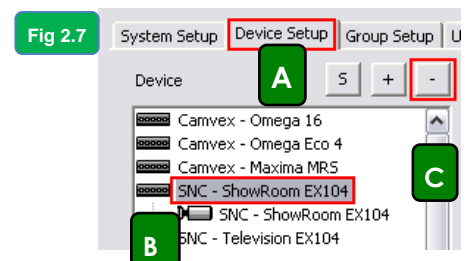 Fig 2.7
System Setup Device Setup Group Setup U
Device A S + -
Camvex - Omega 16
Camvex - Omega Eco 4
Camvex - Maxima MRS
SNC - ShowRoom EX104 C
SNC - ShowRoom EX104
B SNC - Television EX104